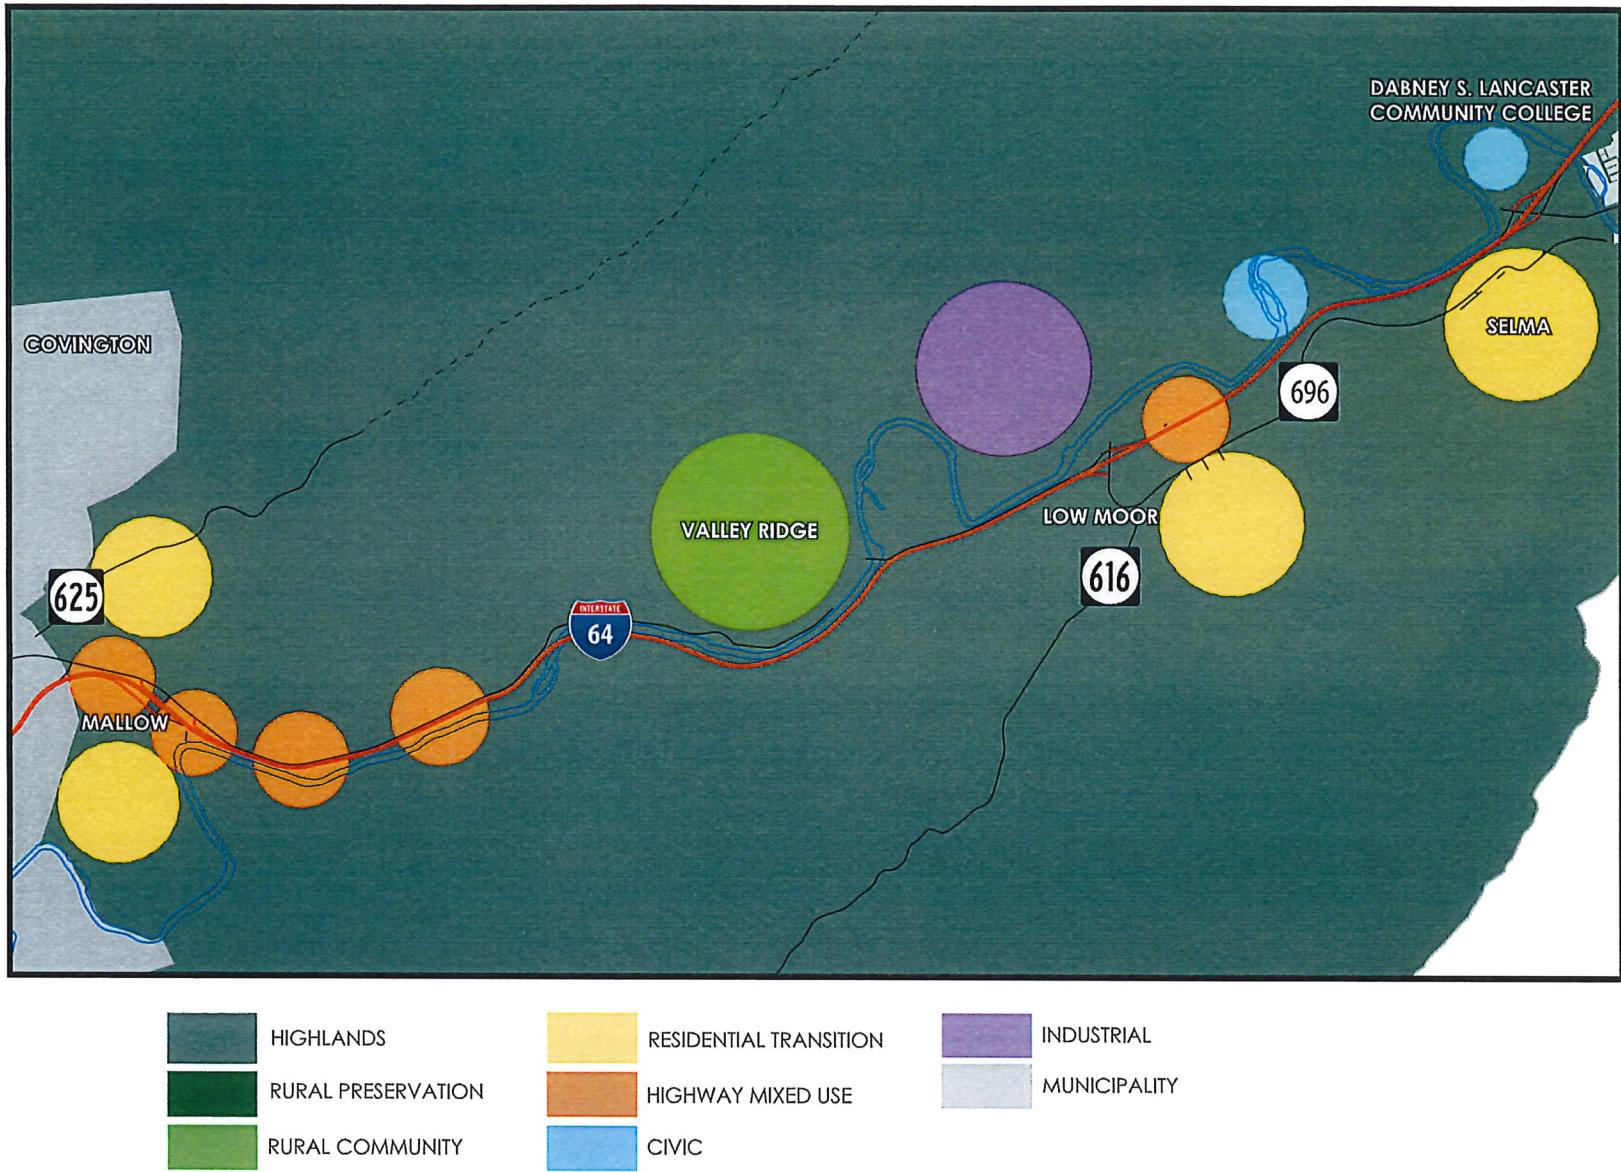 DABNEY S. LANCASTER
COMMUNITY COLLEGE
COVINGTON
SELMA
696
VALLEY RIDGE
LOW MOOR
616
625
INTERSTATE
64
MALLOW
HIGHLANDS
RURAL PRESERVATION
RURAL COMMUNITY
RESIDENTIAL TRANSITION
HIGHWAY MIXED USE
CIVIC
INDUSTRIAL
MUNICIPALITY